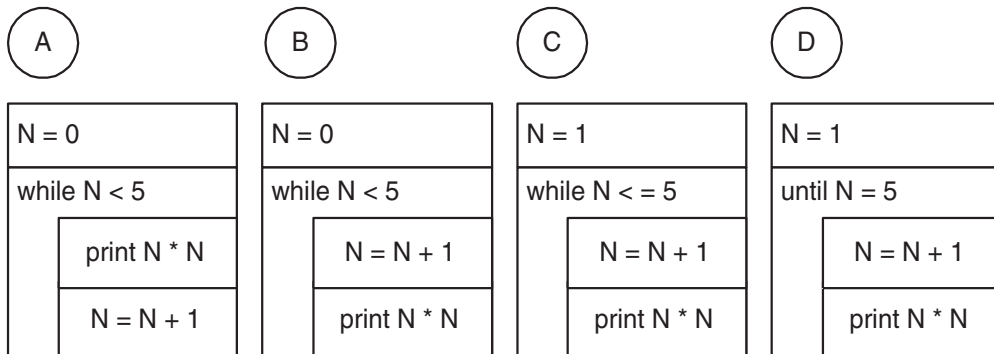 A
B
C
D
N = 0
while N < 5
print N * N
N = N + 1
N = 0
while N < 5
N = N + 1
print N * N
N = 1
while N < = 5
N = N + 1
print N * N
N = 1
until N = 5
N = N + 1
print N * N